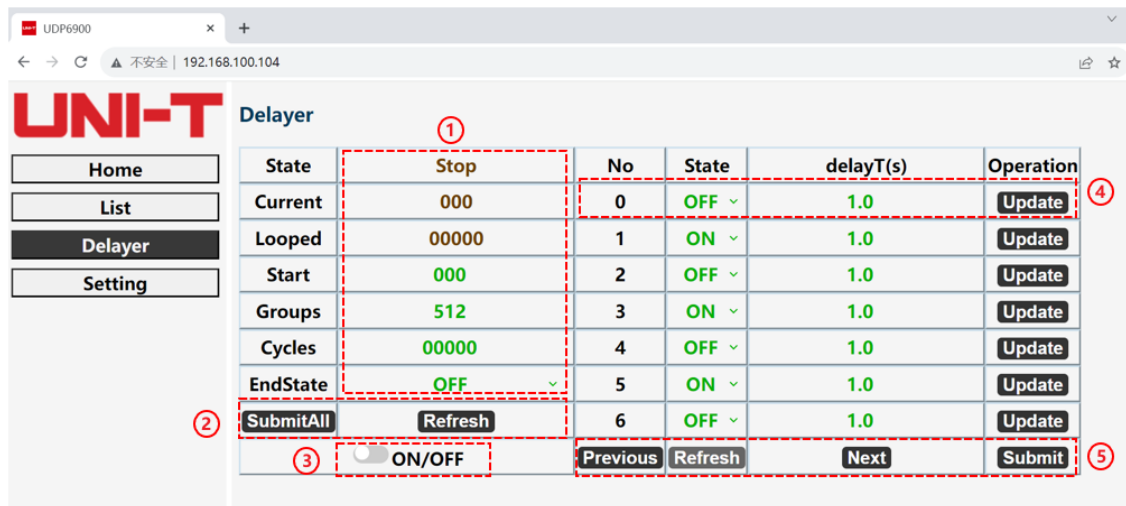 UNI-T UDP6900 × +
不安全 | 192.168.100.104
UNI-T
Home
List
Delayer
Setting
Delayer
①
State Stop No State delayT(s) Operation
Current 000 0 OFF 1.0 Update ④
Looped 00000 1 ON 1.0 Update
Start 000 2 OFF 1.0 Update
Groups 512 3 ON 1.0 Update
Cycles 00000 4 OFF 1.0 Update
EndState OFF 5 ON 1.0 Update
② SubmitAll Refresh 6 OFF 1.0 Update
③ ON/OFF Previous Refresh Next Submit ⑤